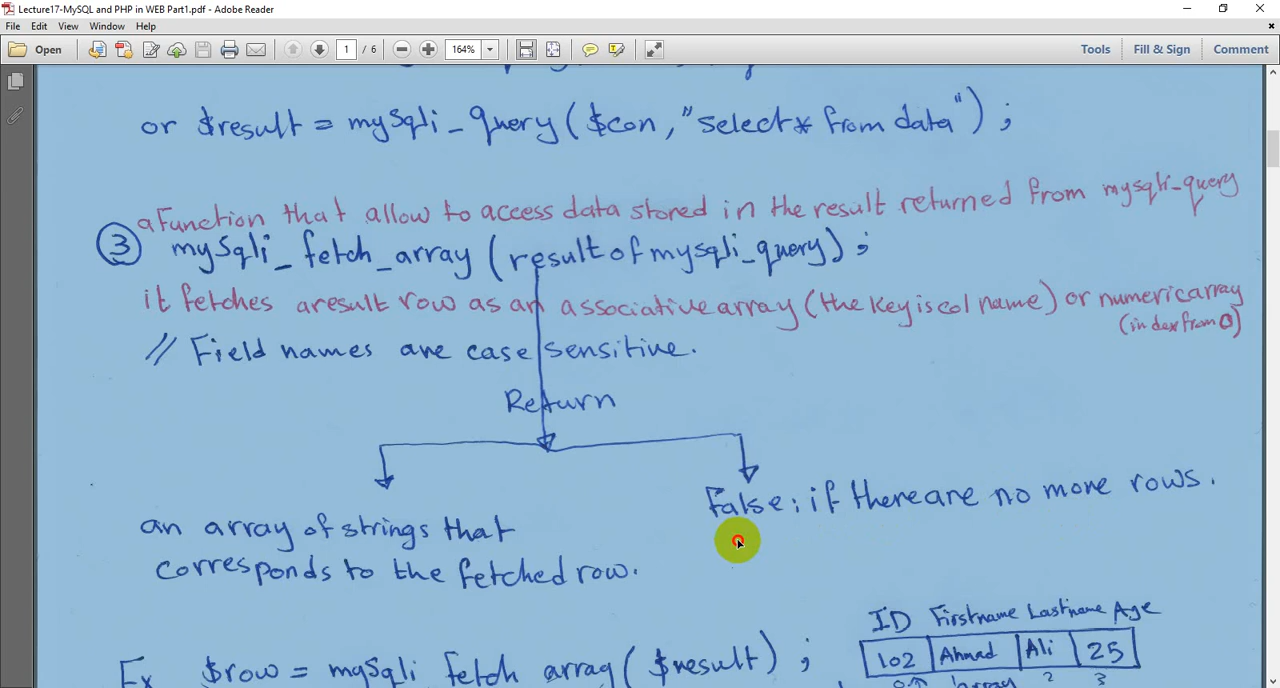 Lecture17-MySQL and PHP in WEB Part1.pdf - Adobe Reader
File Edit View Window Help
Open 1 / 6 164% Tools Fill & Sign Comment
or $result = mySqli_query($con,"select* from data");
a Function that allow to access data stored in the result returned from mysqli_query
3 mySqli_fetch_array (result of mysqli_query);
it fetches a result row as an associative array (the key is col name) or numeric array
(index from 0)
// Field names are case sensitive.
Return
False: if there are no more rows.
an array of strings that
corresponds to the fetched row.
ID Firstname Lastname Age
102 Ahmad Ali 25
Ex $row = mySqli_fetch_array($result);
2 3